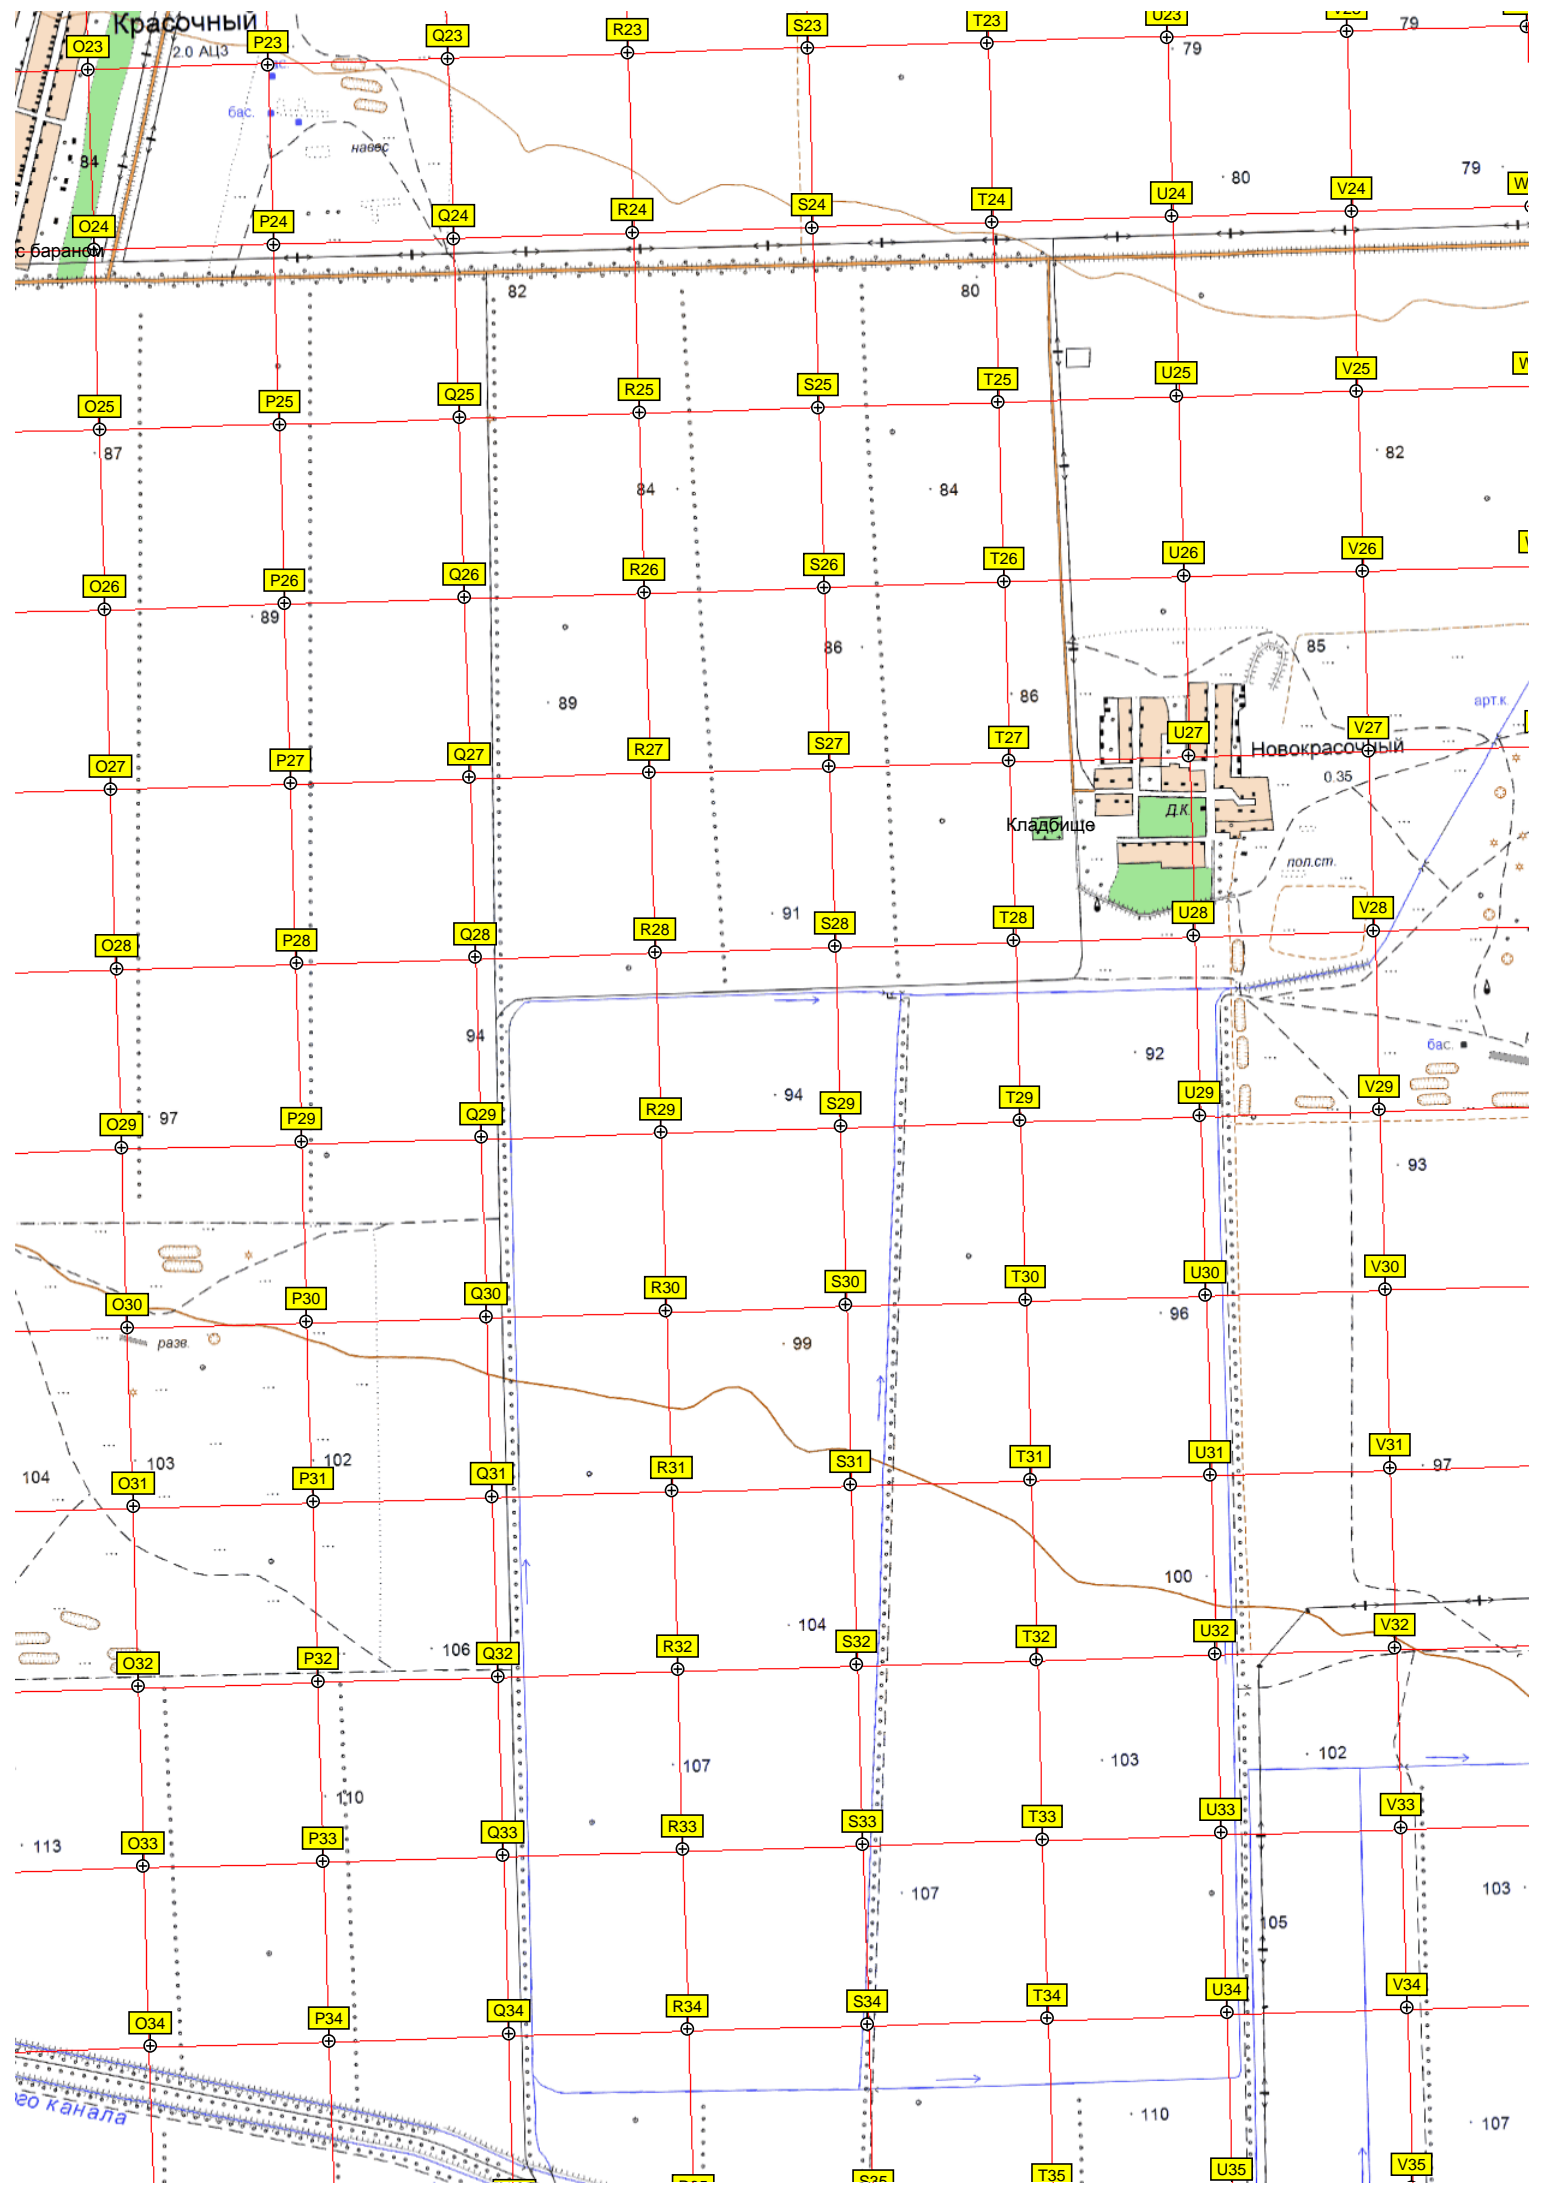 Красочный
O23 P23 Q23 R23 S23 T23 U23 V23 79
2.0 АЦЗ 79
бас.
навес
84 80 79
O24 P24 Q24 R24 S24 T24 U24 V24 W
с бараном
82 80
O25 P25 Q25 R25 S25 T25 U25 V25 W
87 82
84 84
O26 P26 Q26 R26 S26 T26 U26 V26
89 86 85
89 86 арт.к.
O27 P27 Q27 R27 S27 T27 U27 V27
Новокрасочный
0.35
Д.К.
Кладбище
пол.ст.
91
O28 P28 Q28 R28 S28 T28 U28 V28
94 92 бас.
94
O29 P29 Q29 R29 S29 T29 U29 V29
97 93
O30 P30 Q30 R30 S30 T30 U30 V30
разв. 99 96
104 103 102 97
O31 P31 Q31 R31 S31 T31 U31 V31
100
106 104
O32 P32 Q32 R32 S32 T32 U32 V32
107 103 102
110
113
O33 P33 Q33 R33 S33 T33 U33 V33
107 105 103
O34 P34 Q34 R34 S34 T34 U34 V34
го канала 110 107
S35 T35 U35 V35